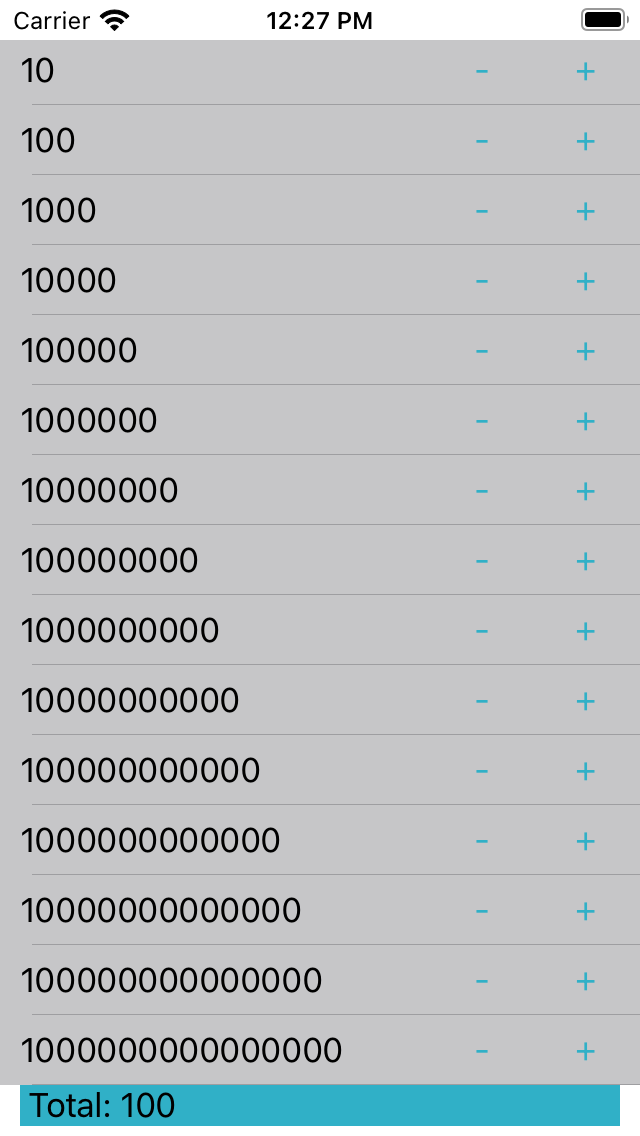 Carrier 12:27 PM
10 - +
100 - +
1000 - +
10000 - +
100000 - +
1000000 - +
10000000 - +
100000000 - +
1000000000 - +
10000000000 - +
100000000000 - +
1000000000000 - +
10000000000000 - +
100000000000000 - +
1000000000000000 - +
Total: 100